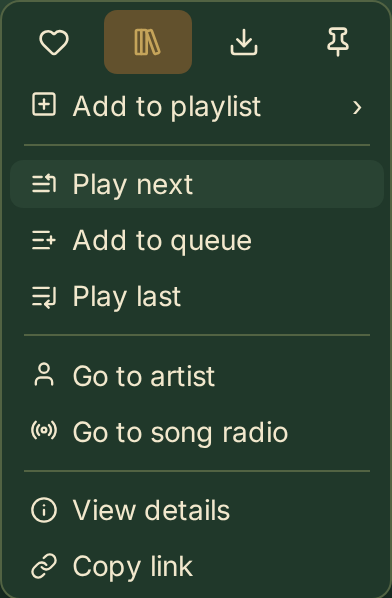 Add to playlist
Play next
Add to queue
Play last
Go to artist
Go to song radio
View details
Copy link